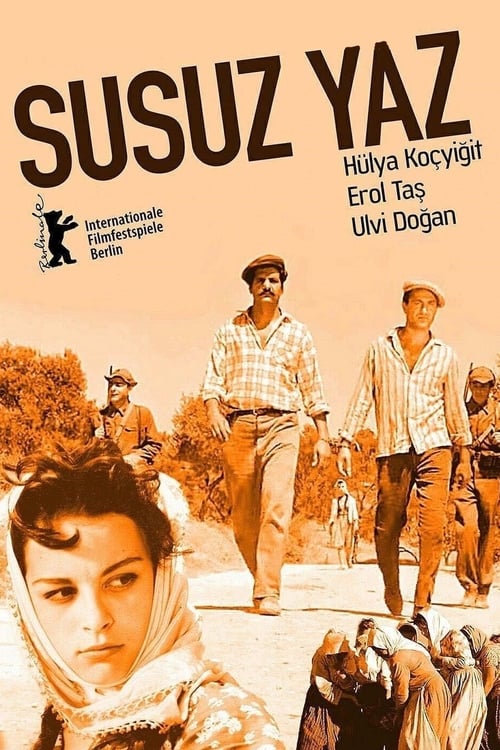 SUSUZ YAZ
Hülya Koçyiğit
Erol Taş
Ulvi Doğan
Berlinale
Internationale
Filmfestspiele
Berlin